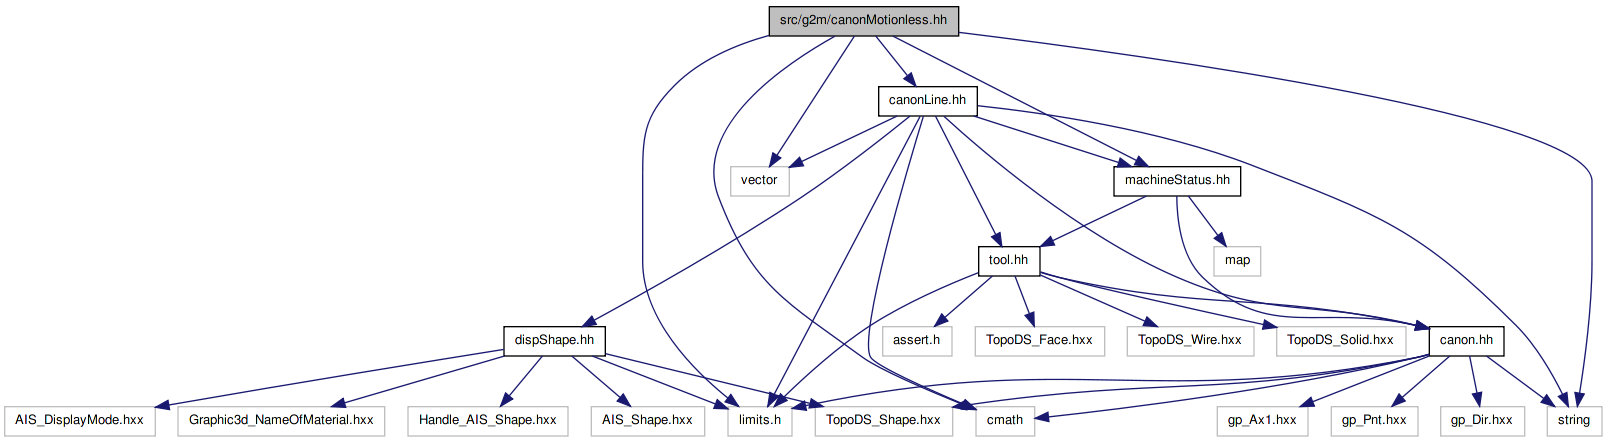 src/g2m/canonMotionless.hh
canonLine.hh
vector
machineStatus.hh
tool.hh
map
dispShape.hh
assert.h
TopoDS_Face.hxx
TopoDS_Wire.hxx
TopoDS_Solid.hxx
canon.hh
AIS_DisplayMode.hxx
Graphic3d_NameOfMaterial.hxx
Handle_AIS_Shape.hxx
AIS_Shape.hxx
limits.h
TopoDS_Shape.hxx
cmath
gp_Ax1.hxx
gp_Pnt.hxx
gp_Dir.hxx
string